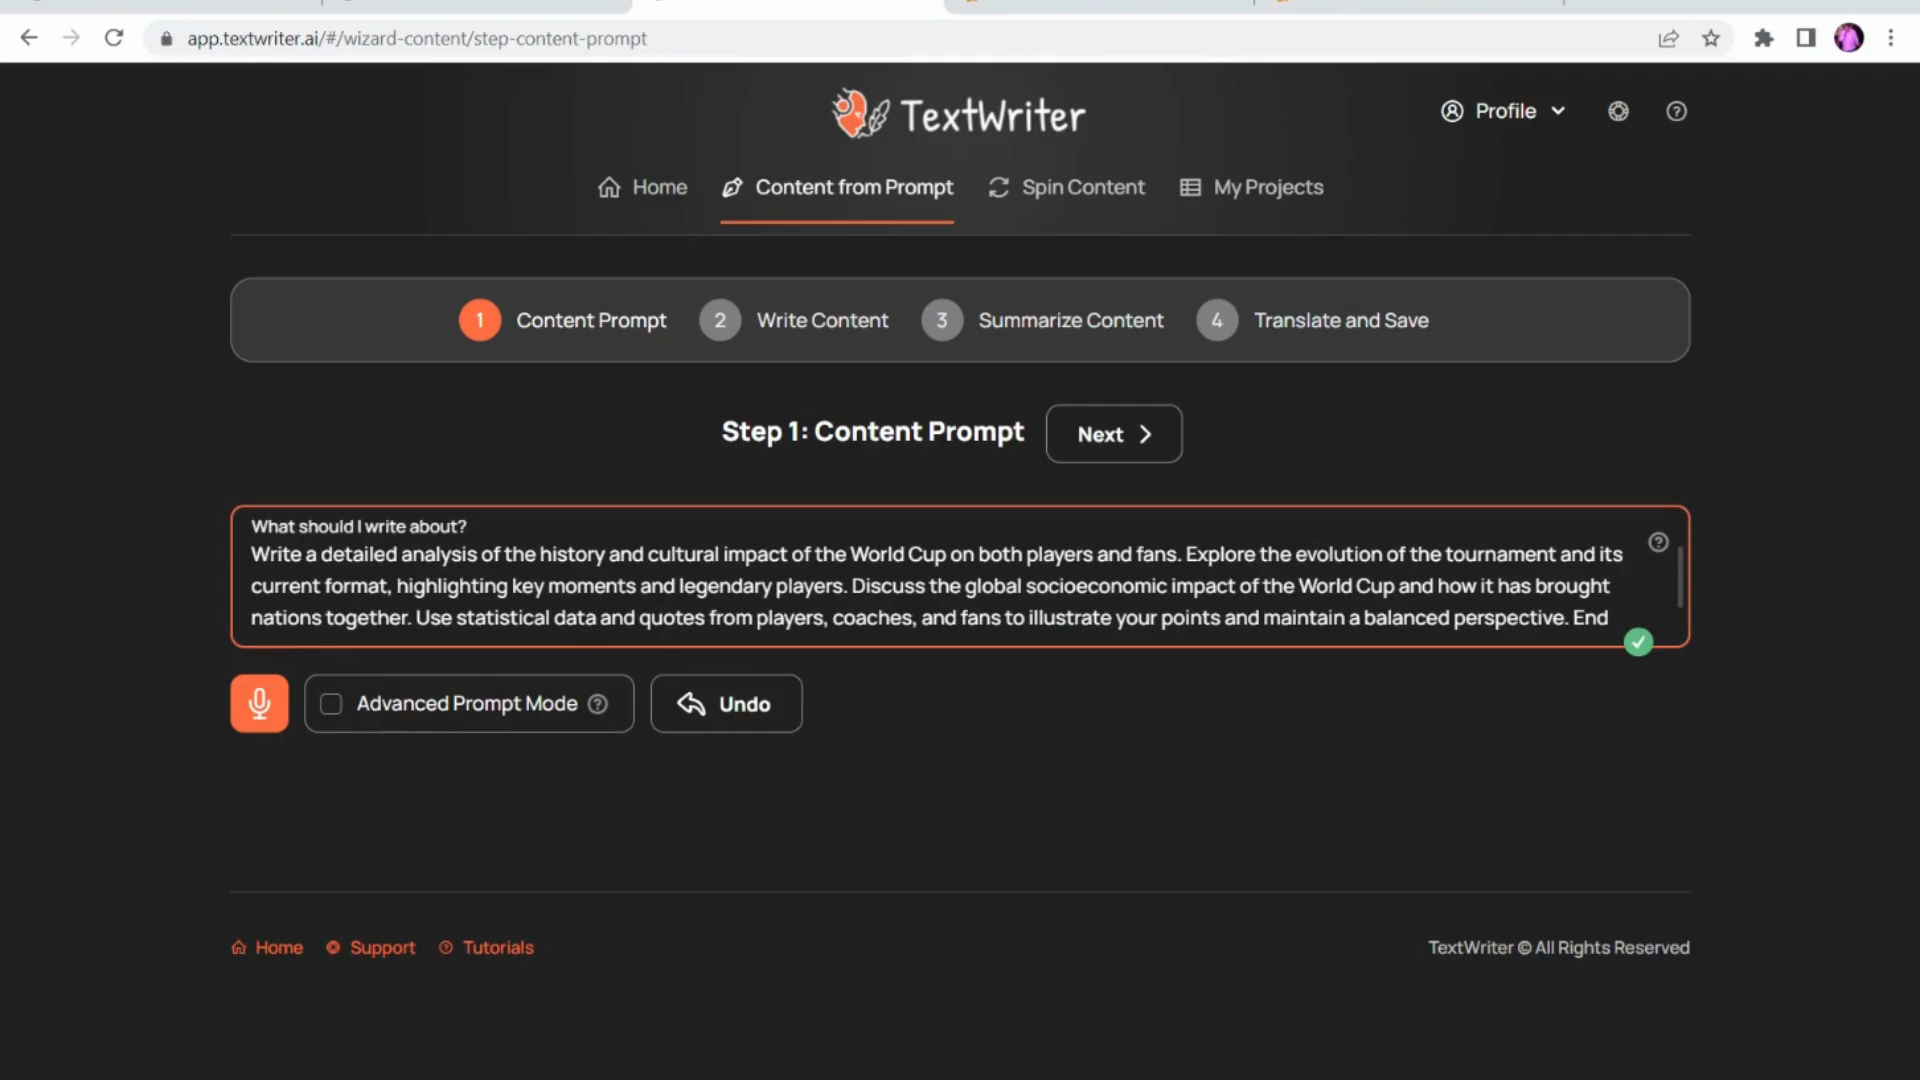 app.textwriter.ai/#/wizard-content/step-content-prompt
TextWriter
Profile
Home
Content from Prompt
Spin Content
My Projects
1 Content Prompt
2 Write Content
3 Summarize Content
4 Translate and Save
Step 1: Content Prompt
Next
What should I write about?
Write a detailed analysis of the history and cultural impact of the World Cup on both players and fans. Explore the evolution of the tournament and its
current format, highlighting key moments and legendary players. Discuss the global socioeconomic impact of the World Cup and how it has brought
nations together. Use statistical data and quotes from players, coaches, and fans to illustrate your points and maintain a balanced perspective. End
Advanced Prompt Mode
Undo
Home
Support
Tutorials
TextWriter © All Rights Reserved